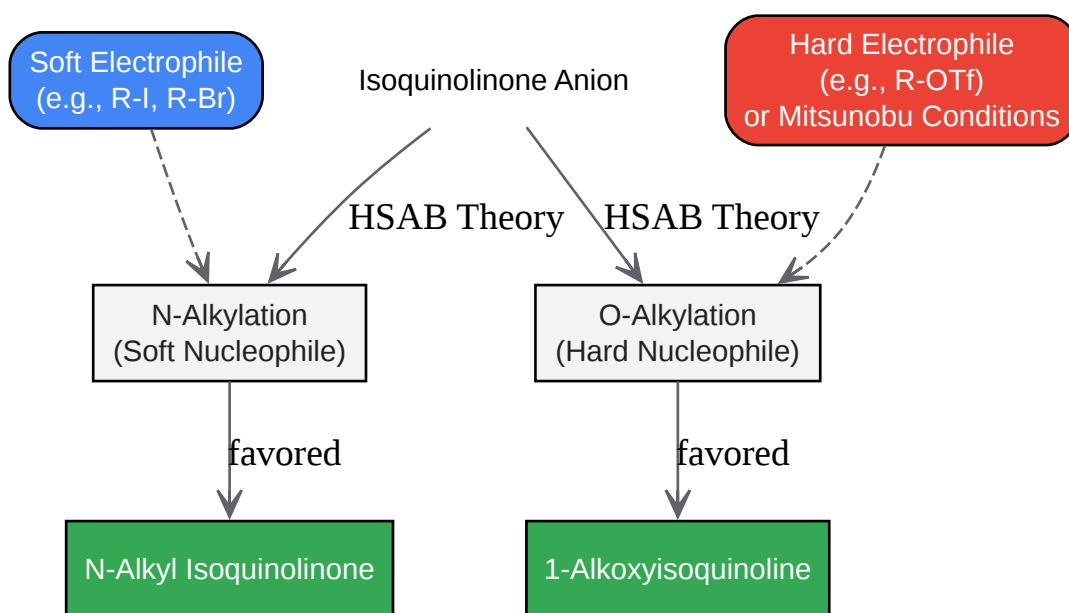 Soft Electrophile
(e.g., R-I, R-Br)
Isoquinolinone Anion
Hard Electrophile
(e.g., R-OTf)
or Mitsunobu Conditions
HSAB Theory
HSAB Theory
N-Alkylation
(Soft Nucleophile)
O-Alkylation
(Hard Nucleophile)
favored
favored
N-Alkyl Isoquinolinone
1-Alkoxyisoquinoline